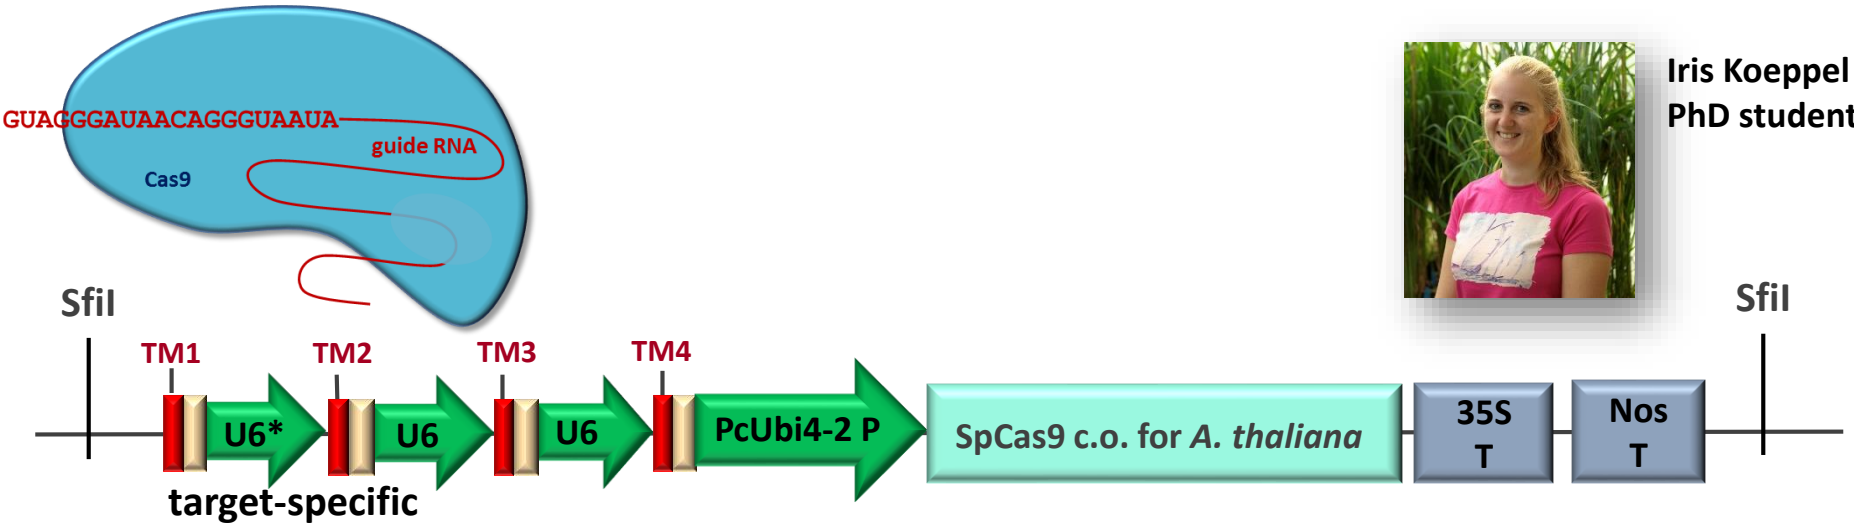 Iris Koeppel
PhD student
GUAGGGAUAACAGGGUAAUA
guide RNA
Cas9
SfiI
SfiI
TM1
TM2
TM3
TM4
U6*
U6
U6
PcUbi4-2 P
SpCas9 c.o. for A. thaliana
35S
T
Nos
T
target-specific